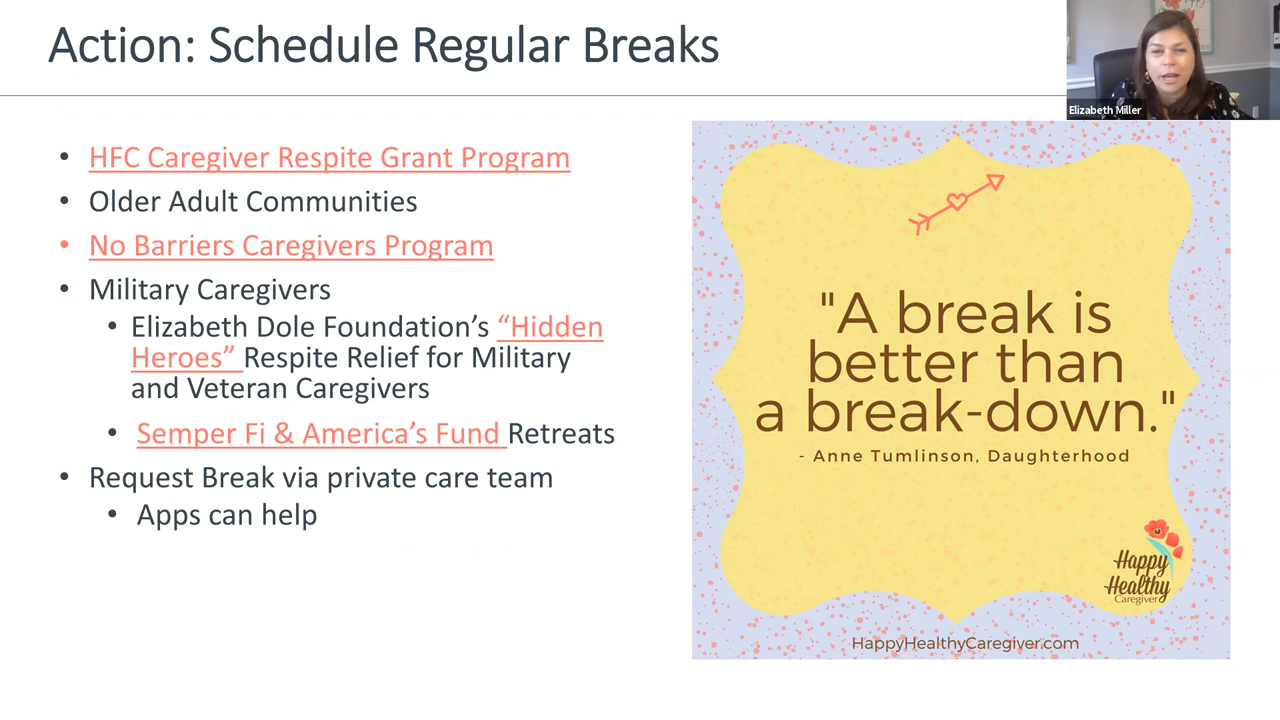 Action: Schedule Regular Breaks
Elizabeth Miller
• HFC Caregiver Respite Grant Program
• Older Adult Communities
• No Barriers Caregivers Program
• Military Caregivers
• Elizabeth Dole Foundation’s “Hidden
Heroes” Respite Relief for Military
and Veteran Caregivers
• Semper Fi & America’s Fund Retreats
• Request Break via private care team
• Apps can help
"A break is
better than
a break-down."
- Anne Tumlinson, Daughterhood
Happy
Healthy
Caregiver
HappyHealthyCaregiver.com